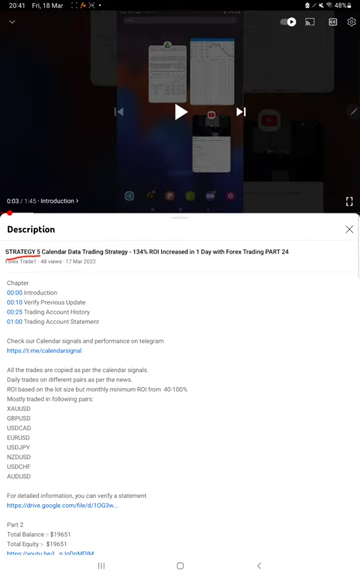 20:41 Fri, 18 Mar
48%
0:03 / 1:45 · Introduction >
Description
STRATEGY 5 Calendar Data Trading Strategy - 134% ROI Increased in 1 Day with Forex Trading PART 24
Forex Trade1 · 48 views · 17 Mar 2022
Chapter
00:00 Introduction
00:10 Verify Previous Update
00:25 Trading Account History
01:00 Trading Account Statement
Check our Calendar signals and performance on telegram
https://t.me/calendarsignal
All the trades are copied as per the calendar signals.
Daily trades on different pairs as per the news.
ROI based on the lot size but monthly minimum ROI from 40-100%
Mostly traded in following pairs:
XAUUSD
GBPUSD
USDCAD
EURUSD
USDJPY
NZDUSD
USDCHF
AUDUSD
For detailed information, you can verify a statement
https://drive.google.com/file/d/1OG3w...
Part 2
Total Balance :- $19651
Total Equity :- $19651